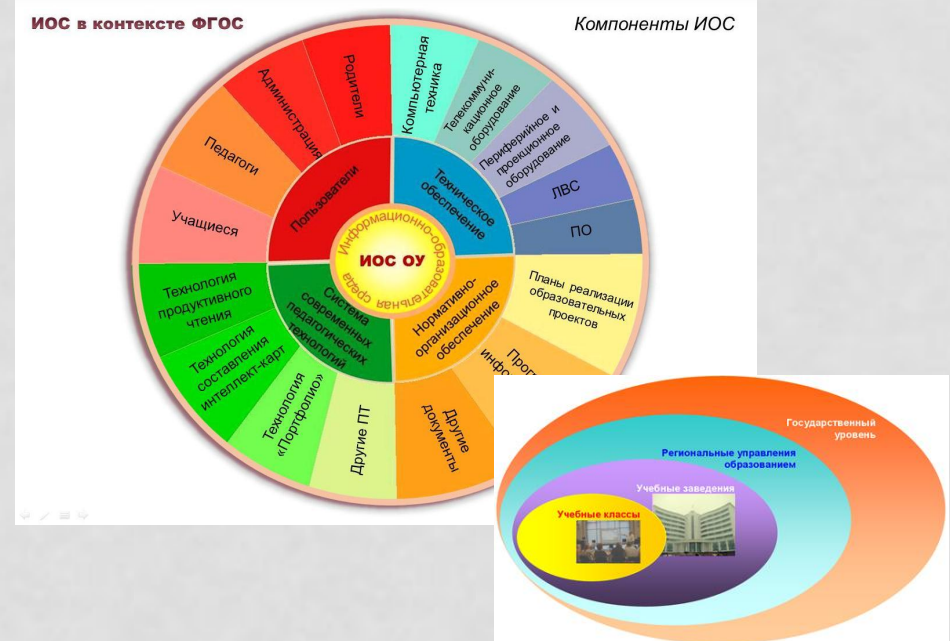 ИОС в контексте ФГОС
Компоненты ИОС
Родители
Администрация
Педагоги
Учащиеся
Пользователи
Компьютерная
техника
Телекоммуни-
кационное
оборудование
Периферийное и
проекционное
оборудование
ЛВС
ПО
Техническое
обеспечение
Информационно-образовательная среда
ИОС ОУ
Технология
продуктивного
чтения
Технология
составления
интеллект-карт
Технология
«Портфолио»
Другие ПТ
Система
современных
педагогических
технологий
Нормативно-
организационное
обеспечение
Планы реализации
образовательных
проектов
Другие
документы
Государственный
уровень
Региональные управления
образованием
Учебные заведения
Учебные классы